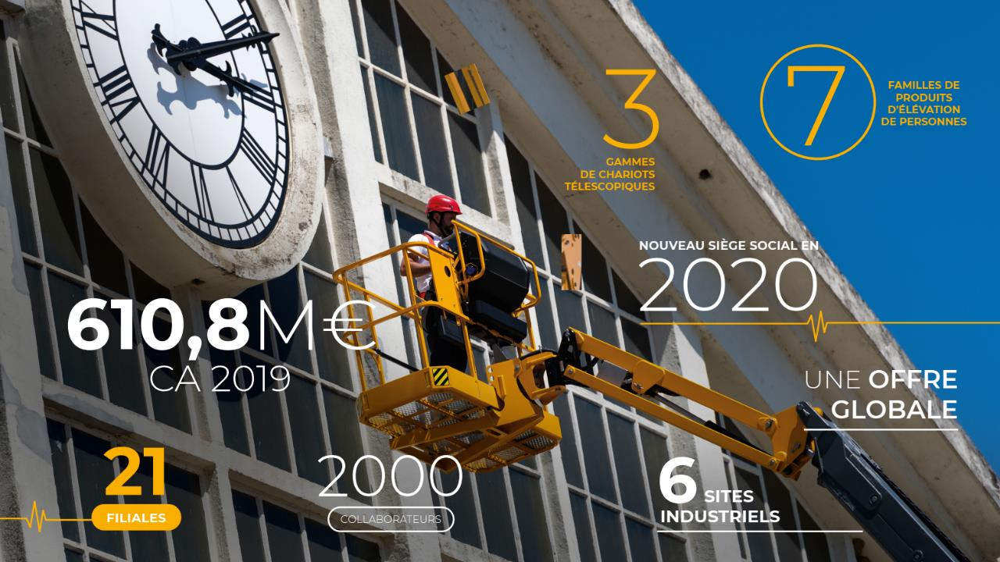 3
GAMMES
DE CHARIOTS
TÉLESCOPIQUES
7
FAMILLES DE
PRODUITS
D'ÉLÉVATION
DE PERSONNES
NOUVEAU SIÈGE SOCIAL EN
2020
610,8M€
CA 2019
UNE OFFRE
GLOBALE
21
FILIALES
2000
COLLABORATEURS
6 SITES
INDUSTRIELS